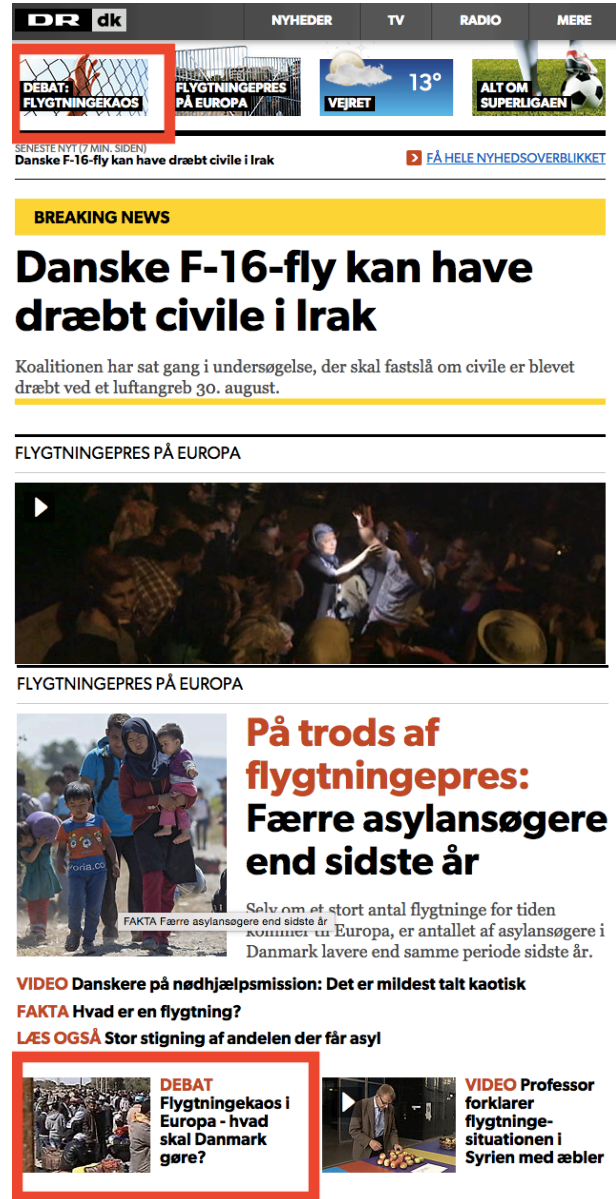 DR dk
NYHEDER
TV
RADIO
MERE
DEBAT:
FLYGTNINGEKAOS
FLYGTNINGEPRES
PÅ EUROPA
VEJRET
13°
ALT OM
SUPERLIGAEN
SENESTE NYT (7 MIN. SIDEN)
Danske F-16-fly kan have dræbt civile i Irak
FÅ HELE NYHEDSOVERBLIKKET
BREAKING NEWS
Danske F-16-fly kan have
dræbt civile i Irak
Koalitionen har sat gang i undersøgelse, der skal fastslå om civile er blevet
dræbt ved et luftangreb 30. august.
FLYGTNINGEPRES PÅ EUROPA
FLYGTNINGEPRES PÅ EUROPA
På trods af
flygtningepres:
Færre asylansøgere
end sidste år
FAKTA Færre asylansøgere end sidste år
Selv om et stort antal flygtninge for tiden
kommer til Europa, er antallet af asylansøgere i
Danmark lavere end samme periode sidste år.
VIDEO Danskere på nødhjælpsmission: Det er mildest talt kaotisk
FAKTA Hvad er en flygtning?
LÆS OGSÅ Stor stigning af andelen der får asyl
DEBAT
Flygtningekaos i
Europa - hvad
skal Danmark
gøre?
VIDEO Professor
forklarer
flygtninge-
situationen i
Syrien med æbler